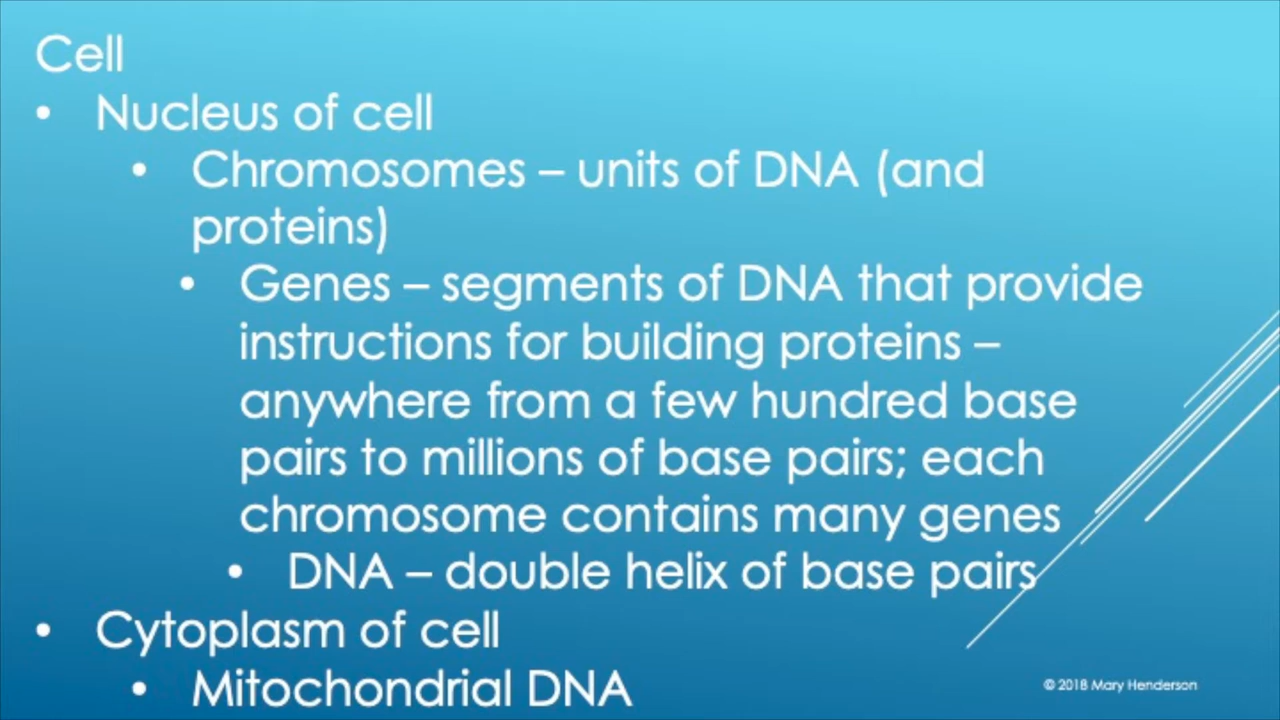 Cell
• Nucleus of cell
• Chromosomes – units of DNA (and
proteins)
• Genes – segments of DNA that provide
instructions for building proteins –
anywhere from a few hundred base
pairs to millions of base pairs; each
chromosome contains many genes
• DNA – double helix of base pairs
• Cytoplasm of cell
• Mitochondrial DNA
© 2018 Mary Henderson